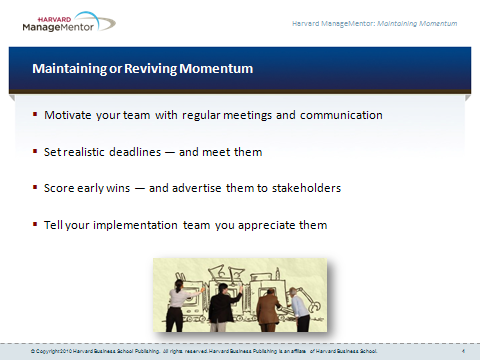 HARVARD
ManageMentor
Harvard ManageMentor: Maintaining Momentum
Maintaining or Reviving Momentum
Motivate your team with regular meetings and communication
Set realistic deadlines — and meet them
Score early wins — and advertise them to stakeholders
Tell your implementation team you appreciate them
© Copyright 2010 Harvard Business School Publishing. All rights reserved. Harvard Business Publishing is an affiliate of Harvard Business School.